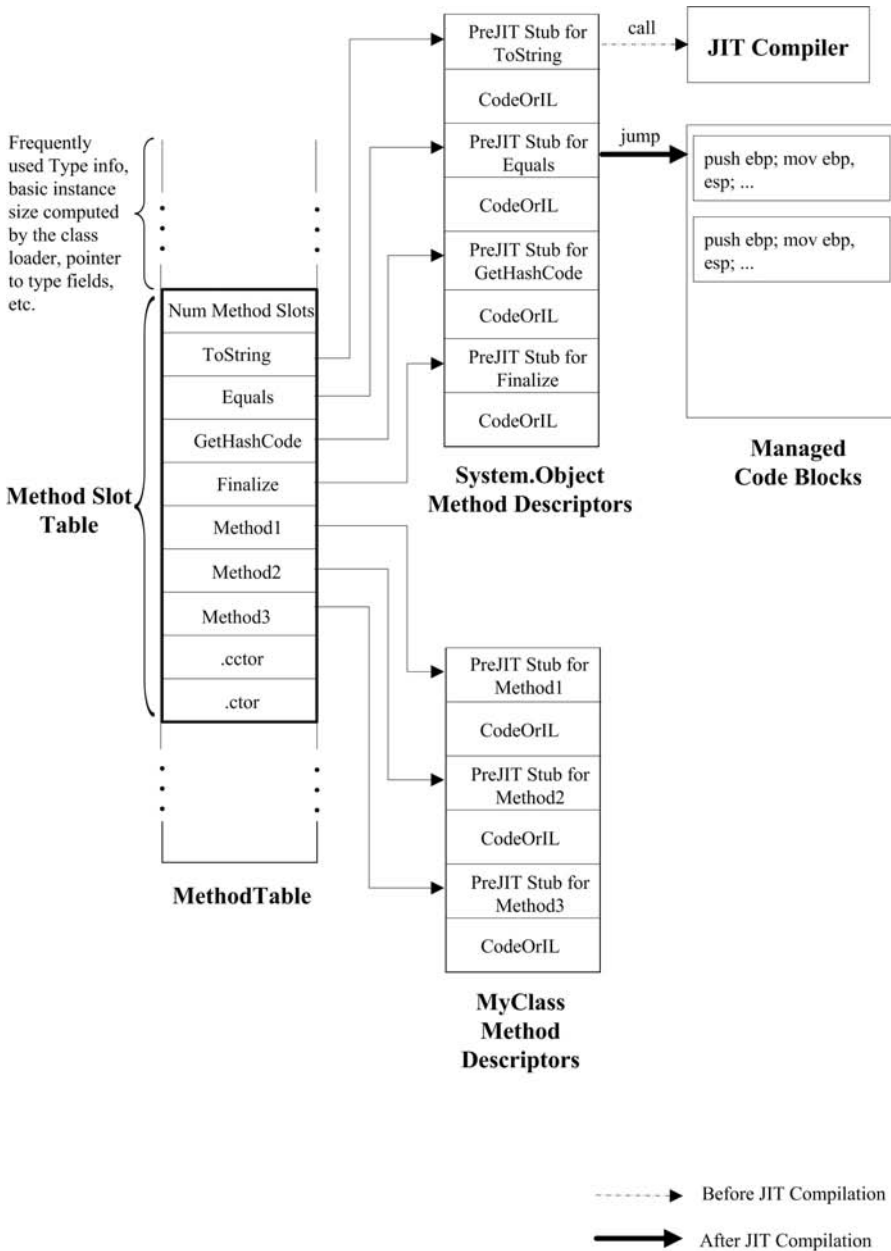 PreJIT Stub for
ToString
call
JIT Compiler
CodeOrIL
Frequently
used Type info,
basic instance
size computed
by the class
loader, pointer
to type fields,
etc.
PreJIT Stub for
Equals
jump
push ebp; mov ebp,
esp; ...
CodeOrIL
push ebp; mov ebp,
esp; ...
PreJIT Stub for
GetHashCode
CodeOrIL
PreJIT Stub for
Finalize
CodeOrIL
Managed
Code Blocks
System.Object
Method Descriptors
Num Method Slots
ToString
Equals
GetHashCode
Finalize
Method1
Method2
Method3
.cctor
.ctor
Method Slot
Table
MethodTable
PreJIT Stub for
Method1
CodeOrIL
PreJIT Stub for
Method2
CodeOrIL
PreJIT Stub for
Method3
CodeOrIL
MyClass
Method
Descriptors
Before JIT Compilation
After JIT Compilation